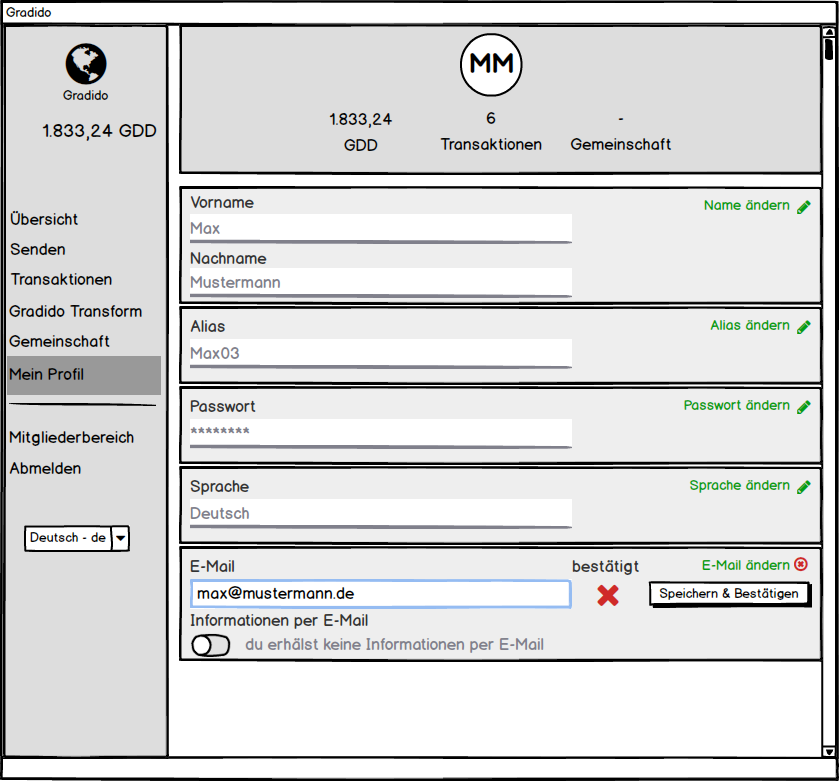 Gradido
Gradido
1.833,24 GDD
Übersicht
Senden
Transaktionen
Gradido Transform
Gemeinschaft
Mein Profil
Mitgliederbereich
Abmelden
Deutsch - de
MM
1.833,24 6 -
GDD Transaktionen Gemeinschaft
Vorname Name ändern
Max
Nachname
Mustermann
Alias Alias ändern
Max03
Passwort Passwort ändern
********
Sprache Sprache ändern
Deutsch
E-Mail bestätigt E-Mail ändern
max@mustermann.de Speichern & Bestätigen
Informationen per E-Mail
du erhälst keine Informationen per E-Mail